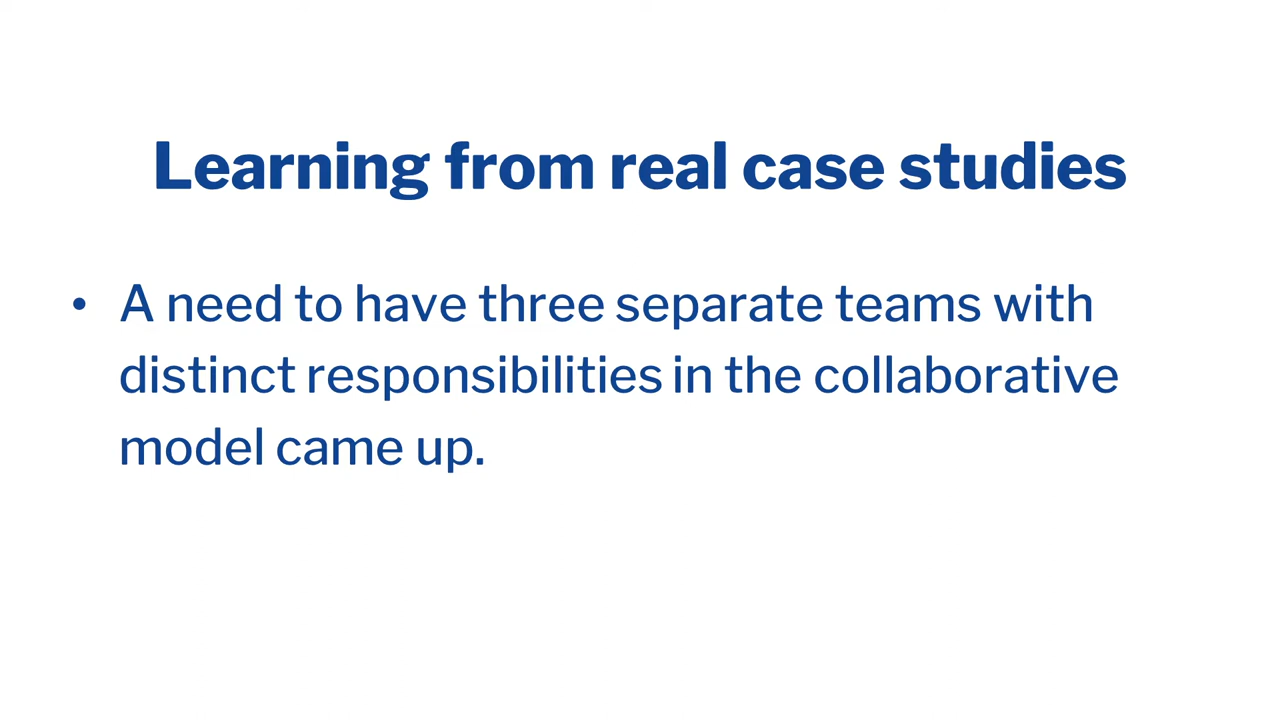 Learning from real case studies
• A need to have three separate teams with
distinct responsibilities in the collaborative
model came up.